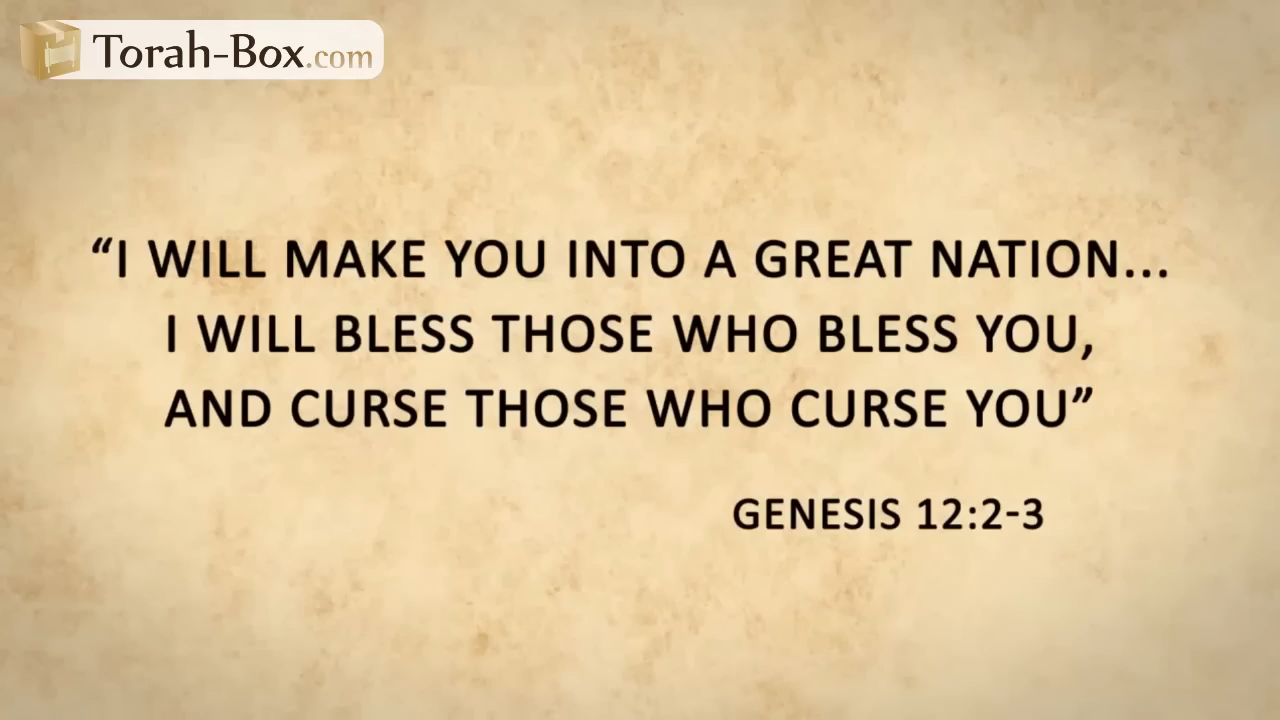 Torah-Box.com
“I WILL MAKE YOU INTO A GREAT NATION...
I WILL BLESS THOSE WHO BLESS YOU,
AND CURSE THOSE WHO CURSE YOU”
GENESIS 12:2-3